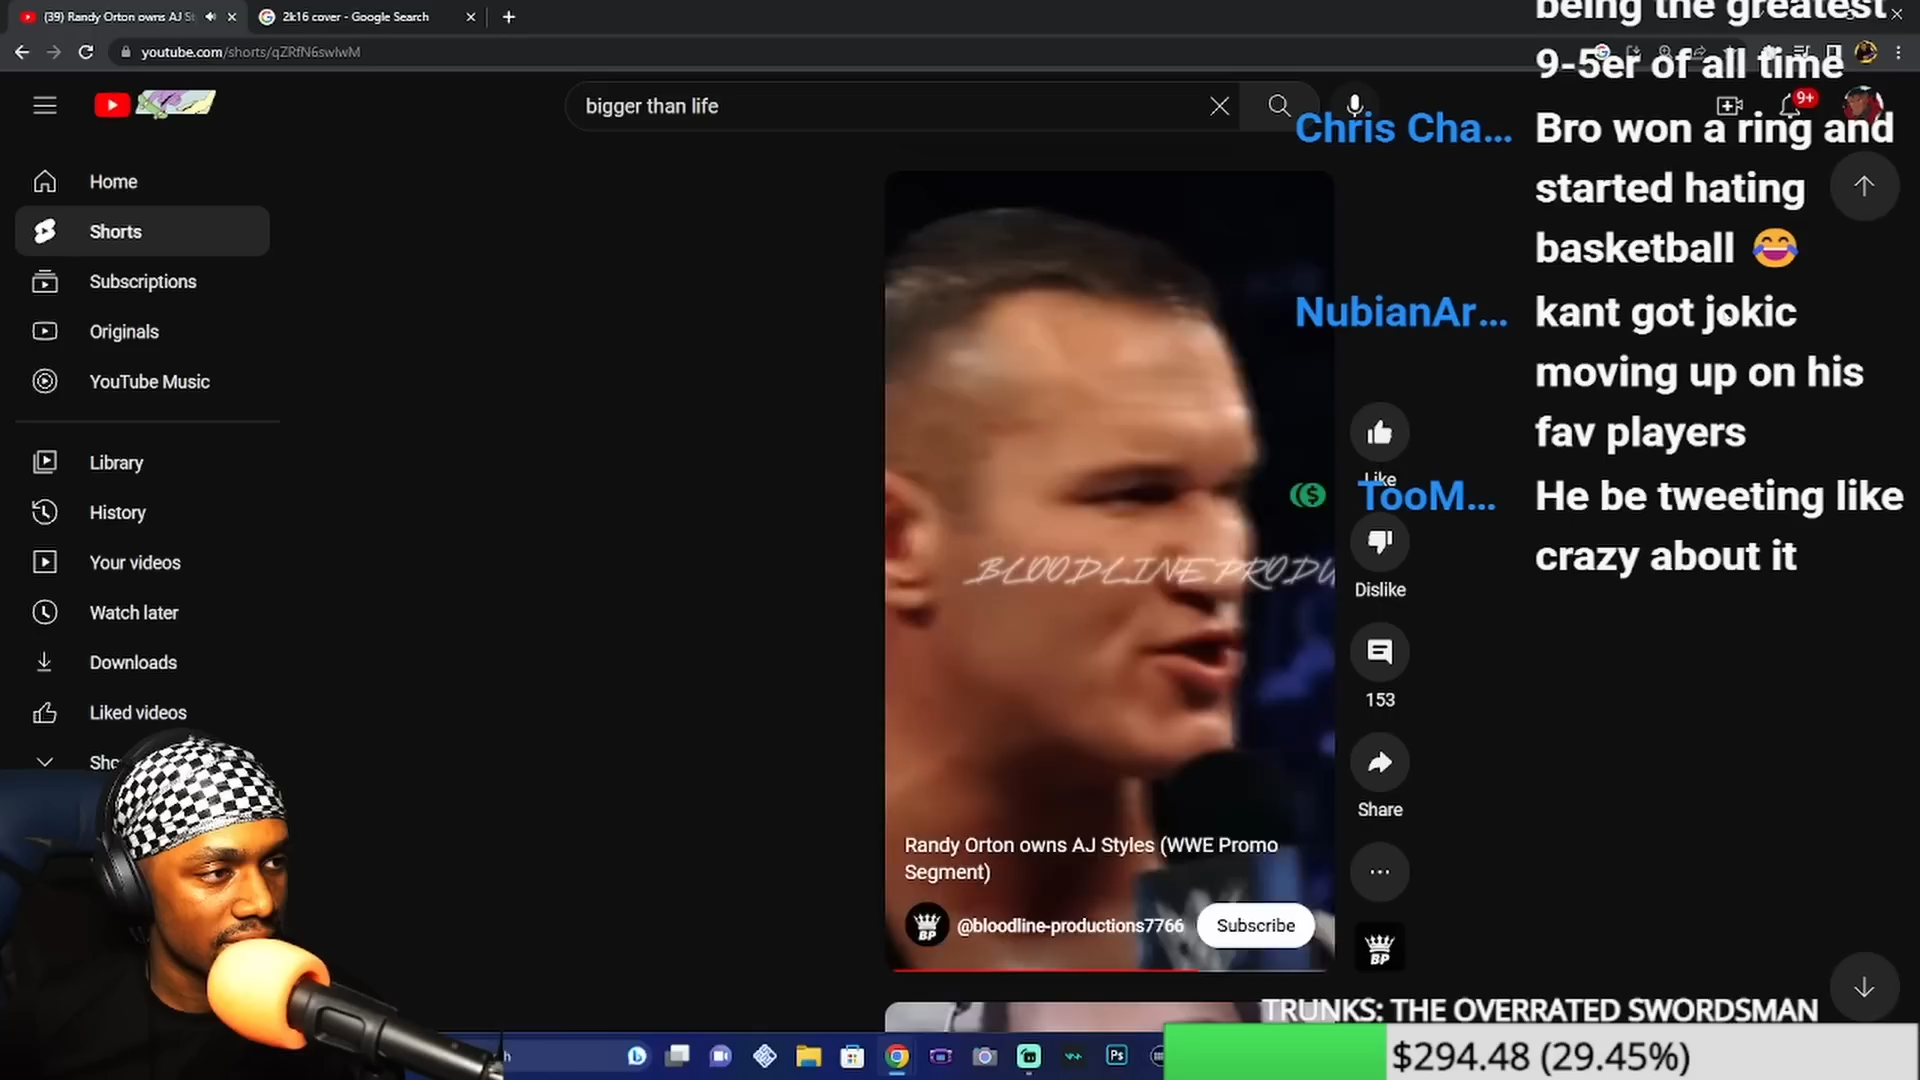 (39) Randy Orton owns AJ St
2k16 cover - Google Search
youtube.com/shorts/qZRfN6swIwM
bigger than life
being the greatest
9-5er of all time
9+
Chris Cha... Bro won a ring and
started hating
basketball 😂
NubianAr... kant got jokic
moving up on his
fav players
TooM... He be tweeting like
crazy about it
Home
Shorts
Subscriptions
Originals
YouTube Music
Library
History
Your videos
Watch later
Downloads
Liked videos
Sho
BLOODLINE PRODU
Like
Dislike
153
Share
Randy Orton owns AJ Styles (WWE Promo
Segment)
BP
@bloodline-productions7766
Subscribe
BP
TRUNKS: THE OVERRATED SWORDSMAN
h
Ps
$294.48 (29.45%)